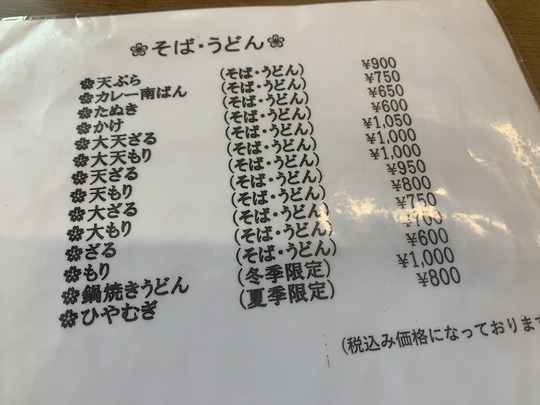 ❀そば・うどん❀
❀天ぷら (そば・うどん) ¥900
❀カレー南ばん (そば・うどん) ¥750
❀たぬき (そば・うどん) ¥650
❀かけ (そば・うどん) ¥600
❀大天ざる (そば・うどん) ¥1,050
❀大天もり (そば・うどん) ¥1,000
❀天ざる (そば・うどん) ¥1,000
❀天もり (そば・うどん) ¥950
❀大ざる (そば・うどん) ¥800
❀大もり (そば・うどん) ¥750
❀ざる (そば・うどん) ¥700
❀もり (そば・うどん) ¥600
❀鍋焼きうどん (冬季限定) ¥1,000
❀ひやむぎ (夏季限定) ¥800
(税込み価格になっております